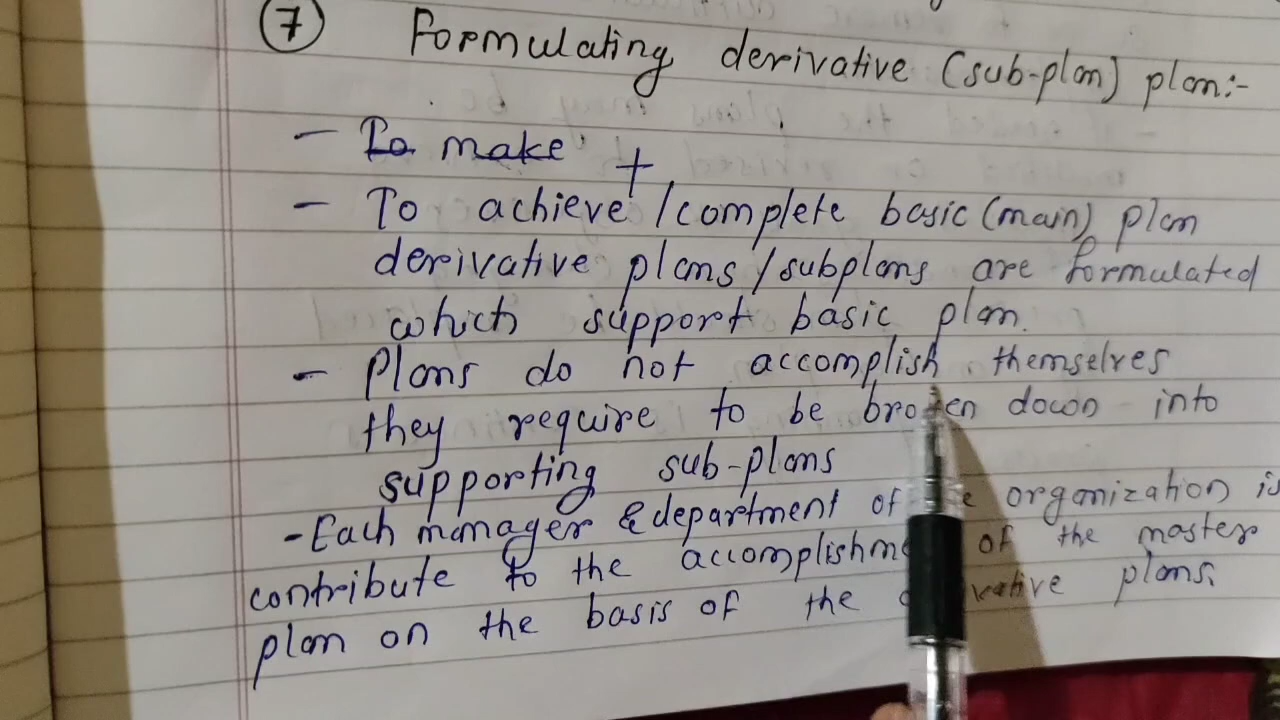 7 Formulating derivative (sub-plan) plan:-
- To make
- To achieve/complete basic (main) plan
derivative plans/subplans are formulated
which support basic plan.
- Plans do not accomplish themselves
they require to be broken down into
supporting sub-plans
- Each manager & department of organization is
contribute to the accomplishm of the master
plan on the basis of the vative plans.